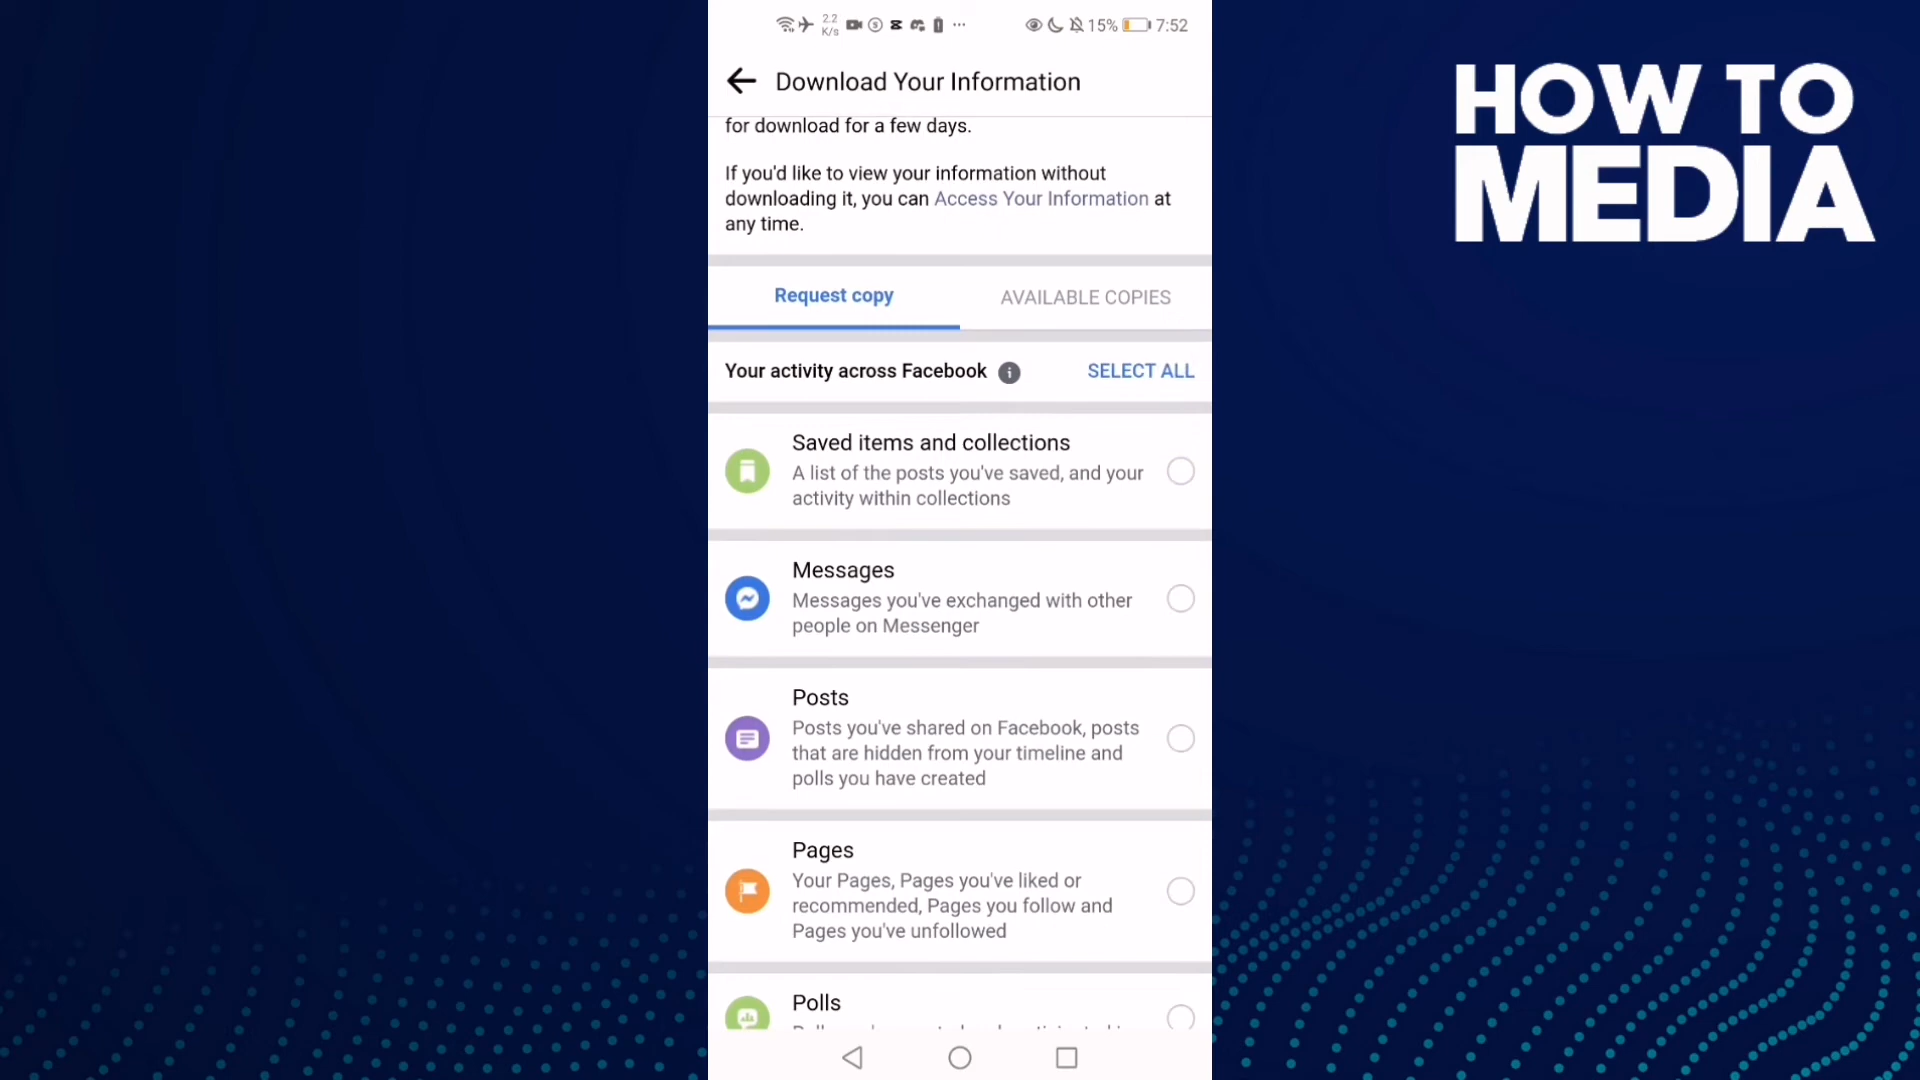 2.2
K/s
15%
7:52
HOW TO
MEDIA
Download Your Information
for download for a few days.
If you'd like to view your information without
downloading it, you can Access Your Information at
any time.
Request copy
AVAILABLE COPIES
Your activity across Facebook
SELECT ALL
Saved items and collections
A list of the posts you've saved, and your
activity within collections
Messages
Messages you've exchanged with other
people on Messenger
Posts
Posts you've shared on Facebook, posts
that are hidden from your timeline and
polls you have created
Pages
Your Pages, Pages you've liked or
recommended, Pages you follow and
Pages you've unfollowed
Polls